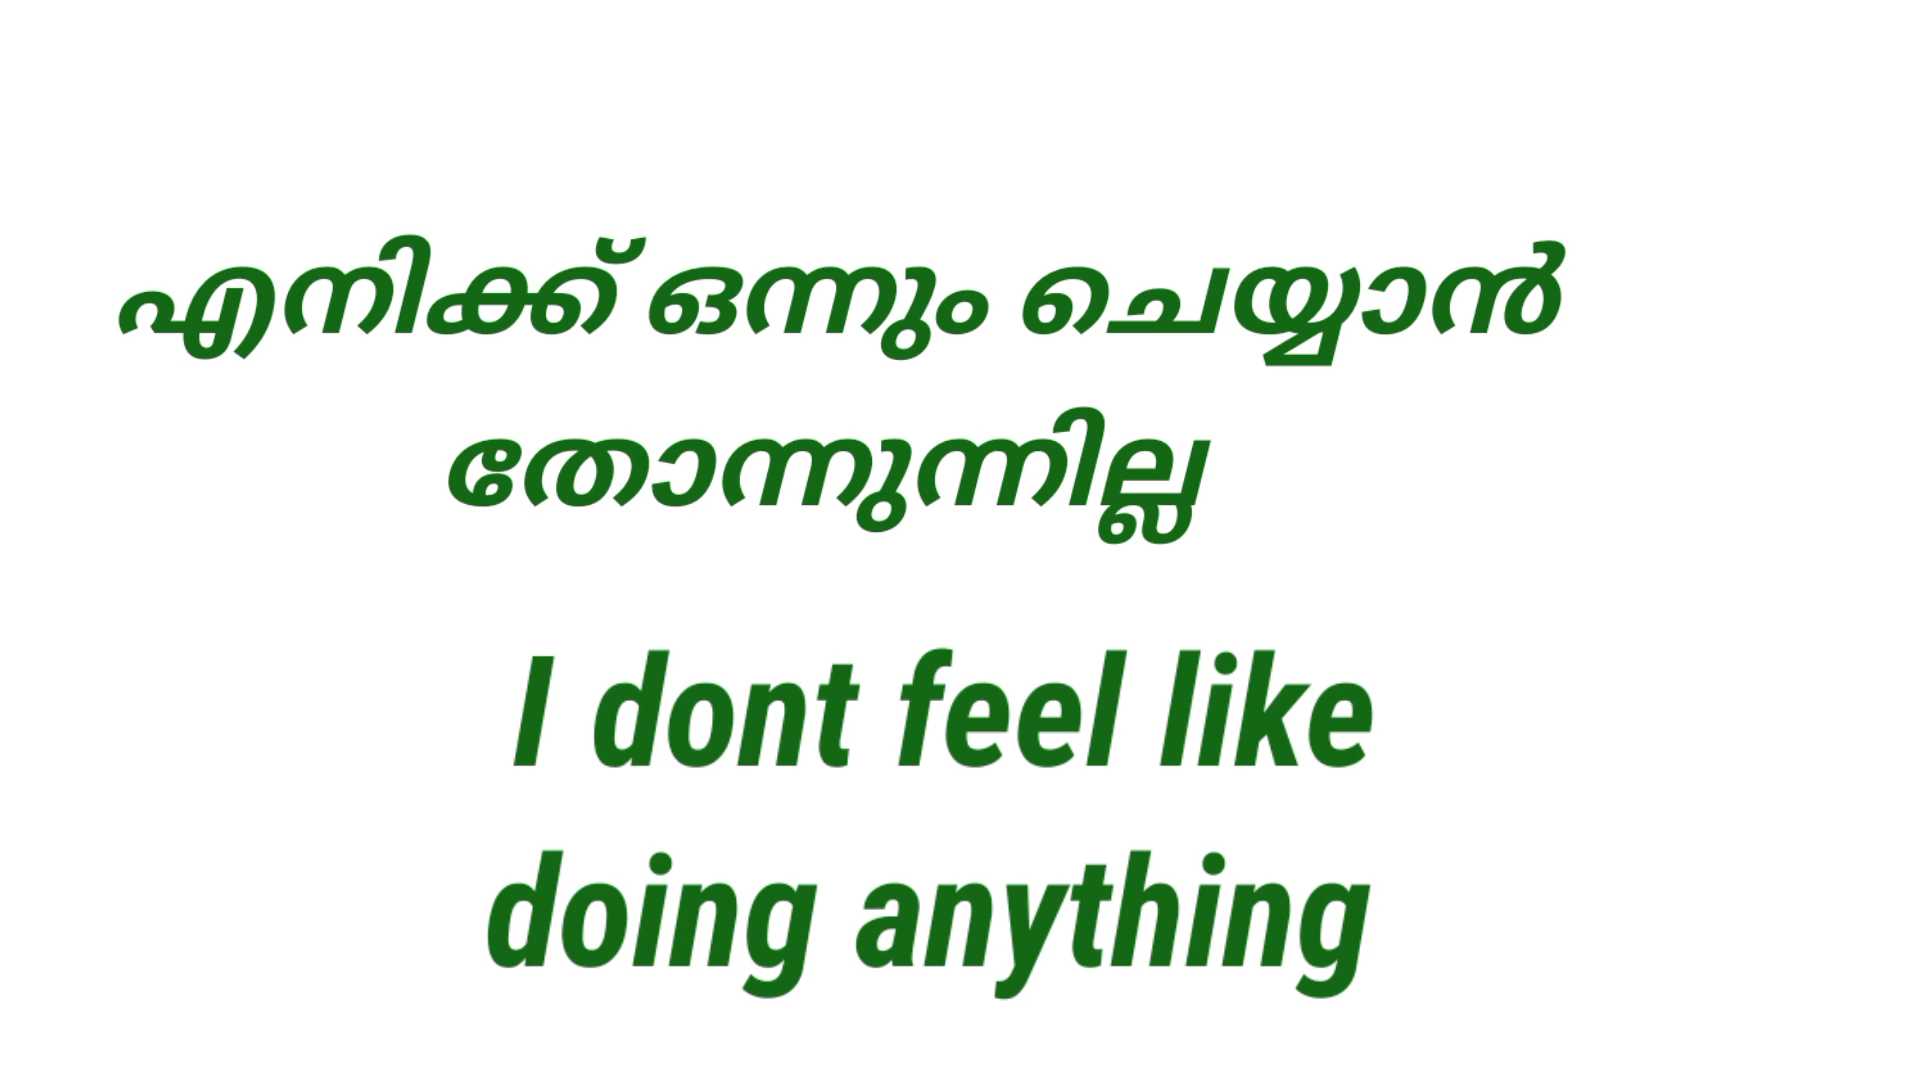 എനിക്ക് ഒന്നും ചെയ്യാൻ
തോന്നുന്നില്ല
I dont feel like
doing anything